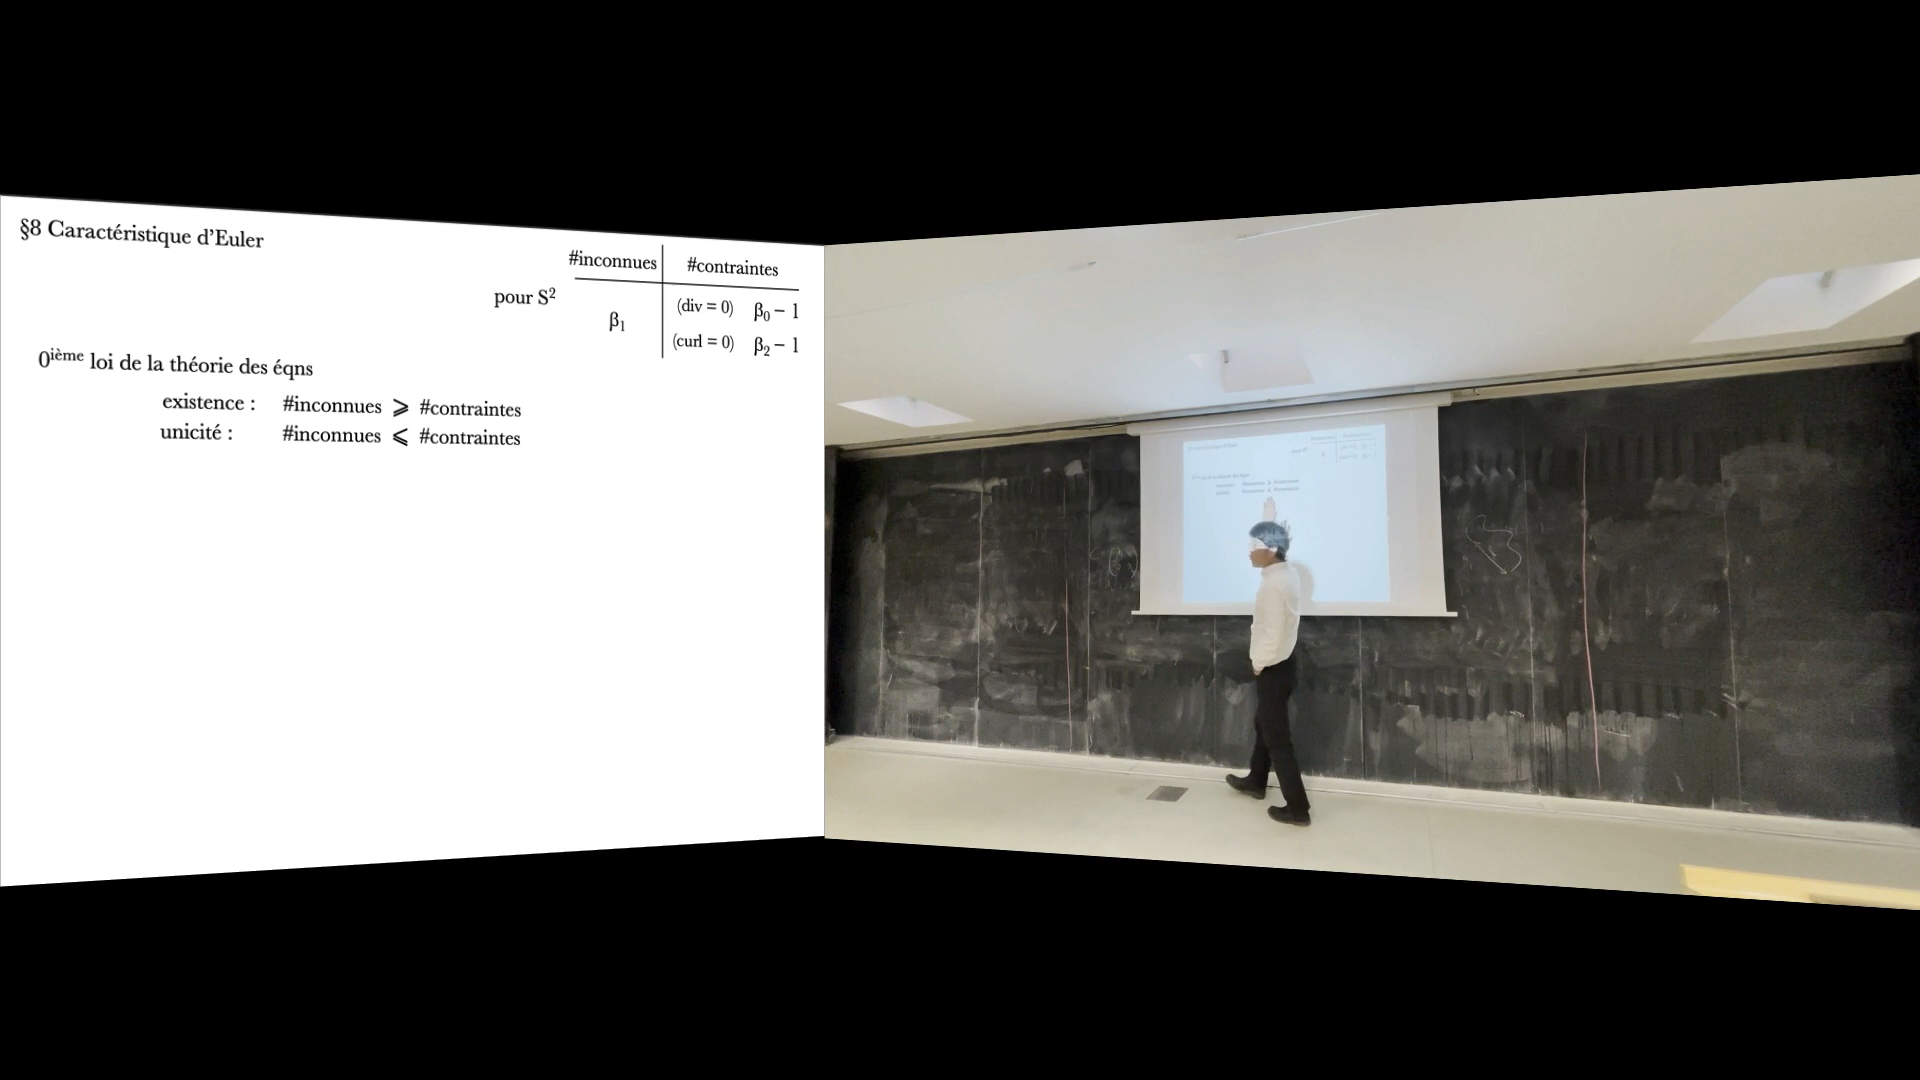 §8 Caractéristique d'Euler
#inconnues #contraintes
pour S² β₁ (div = 0) β₀ – 1
(curl = 0) β₂ – 1
0ième loi de la théorie des éqns
existence : #inconnues ⩾ #contraintes
unicité : #inconnues ⩽ #contraintes